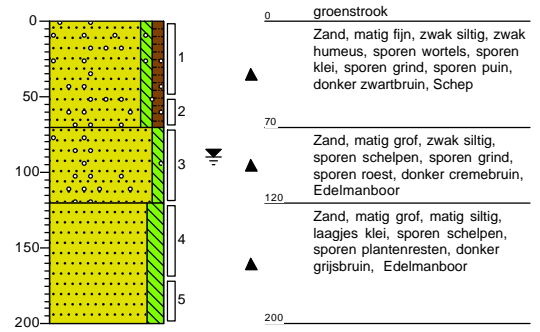 0
50
100
150
200
1
2
3
4
5
0
groenstrook
Zand, matig fijn, zwak siltig, zwak
humeus, sporen wortels, sporen
klei, sporen grind, sporen puin,
donker zwartbruin, Schep
70
Zand, matig grof, zwak siltig,
sporen schelpen, sporen grind,
sporen roest, donker cremebruin,
Edelmanboor
120
Zand, matig grof, matig siltig,
laagjes klei, sporen schelpen,
sporen plantenresten, donker
grijsbruin, Edelmanboor
200